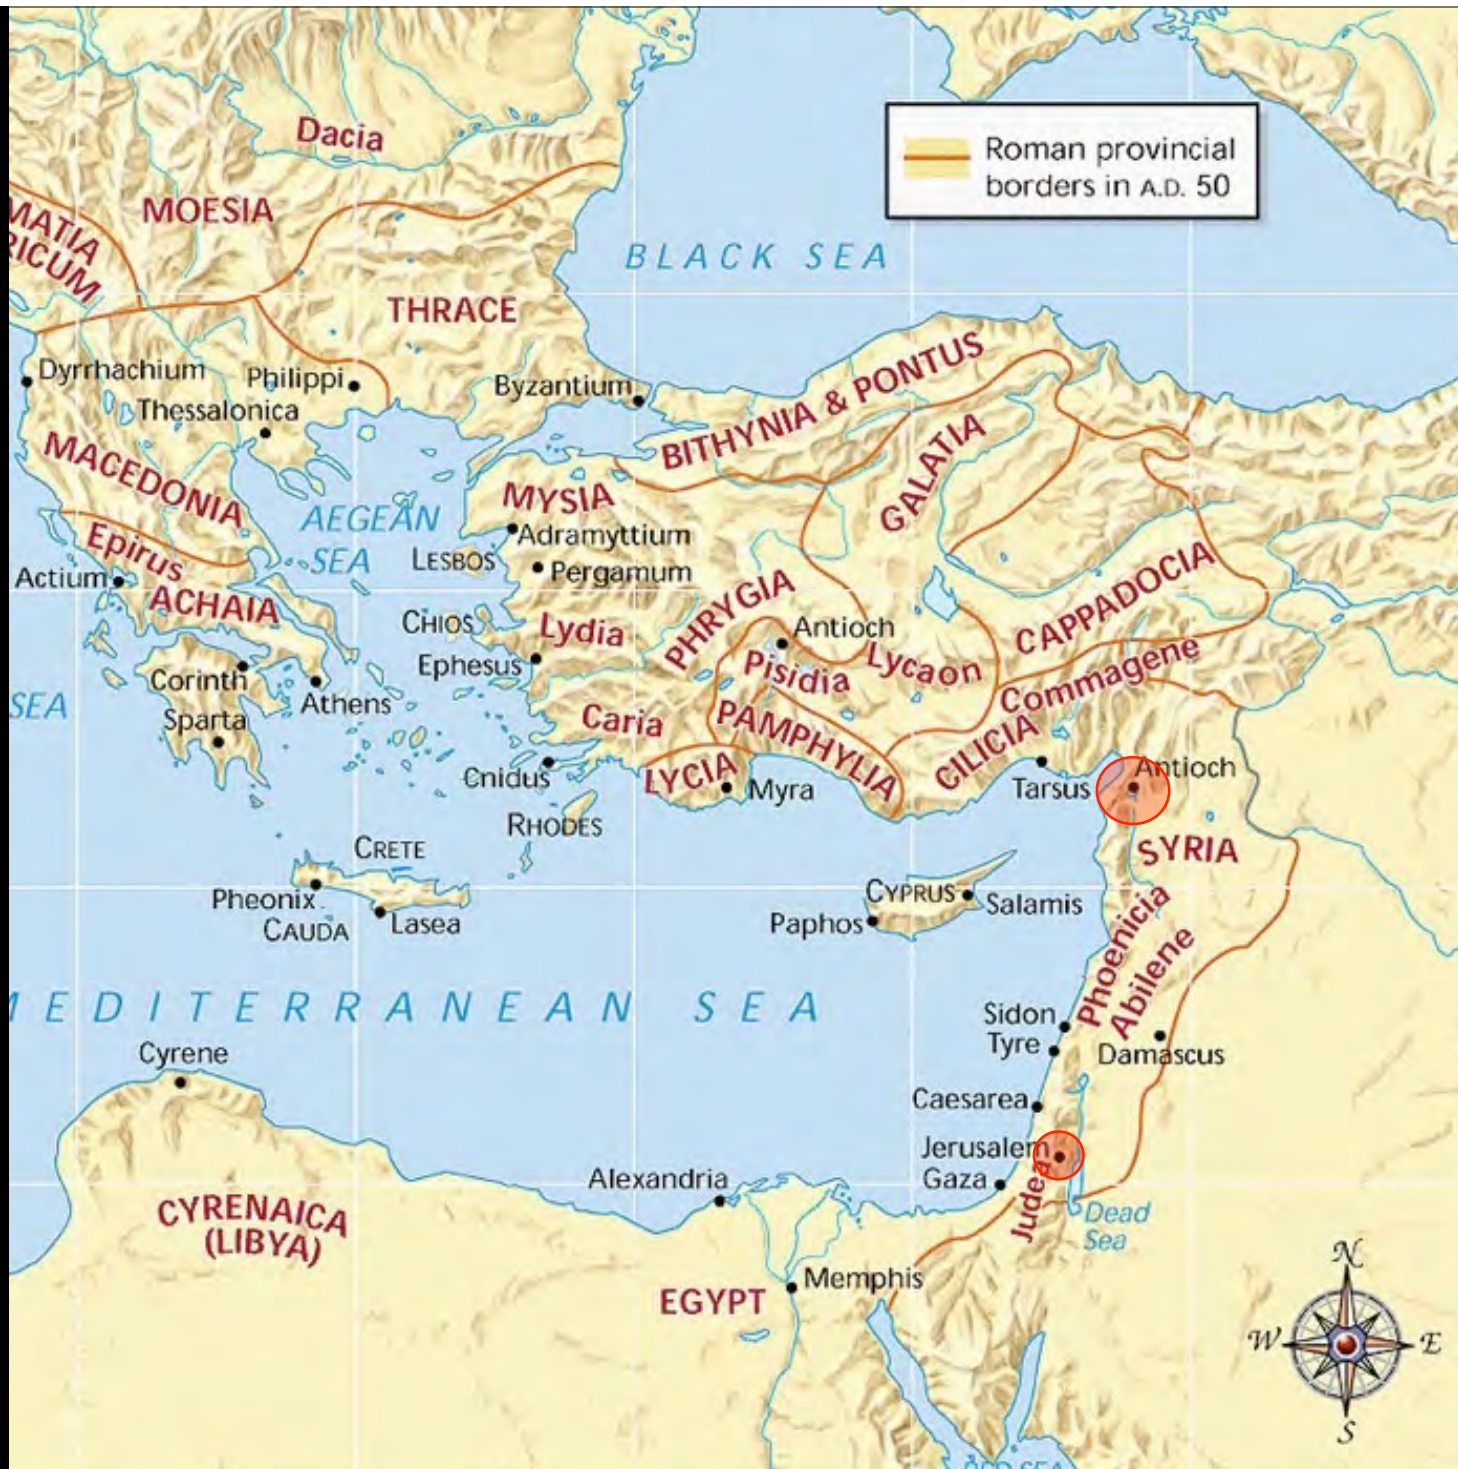 Dacia
Roman provincial
borders in A.D. 50
MOESIA
MATIA
RICUM
BLACK SEA
THRACE
Dyrrhachium
Philippi
Byzantium
Thessalonica
BITHYNIA & PONTUS
GALATIA
MACEDONIA
MYSIA
AEGEAN
SEA
Adramyttium
Epirus
LESBOS
Pergamum
Actium
ACHAIA
PHRYGIA
CAPPADOCIA
CHIOS
Lydia
Antioch
Ephesus
Pisidia
Lycaon
Commagene
Corinth
Athens
SEA
Sparta
Caria
PAMPHYLIA
CILICIA
Cnidus
LYCIA
Myra
Tarsus
Antioch
RHODES
CRETE
SYRIA
Pheonix
CAUDA
Lasea
CYPRUS
Salamis
Paphos
Phoenicia
Abilene
MEDITERRANEAN SEA
Sidon
Tyre
Damascus
Cyrene
Caesarea
Jerusalem
Gaza
Judea
Alexandria
Dead
Sea
CYRENAICA
(LIBYA)
Memphis
EGYPT
N
W
E
S
RED SEA